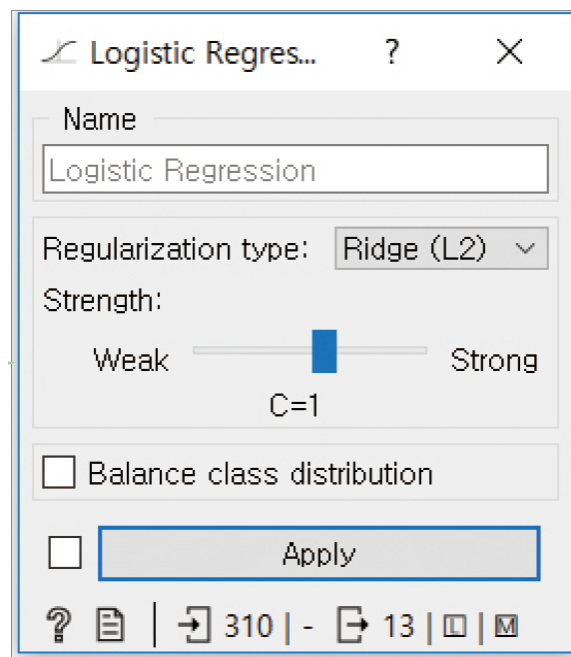 Logistic Regres... ?
Name
Logistic Regression
Regularization type: Ridge (L2)
Strength:
Weak Strong
C=1
Balance class distribution
Apply
? | 310 | - 13 | L | M